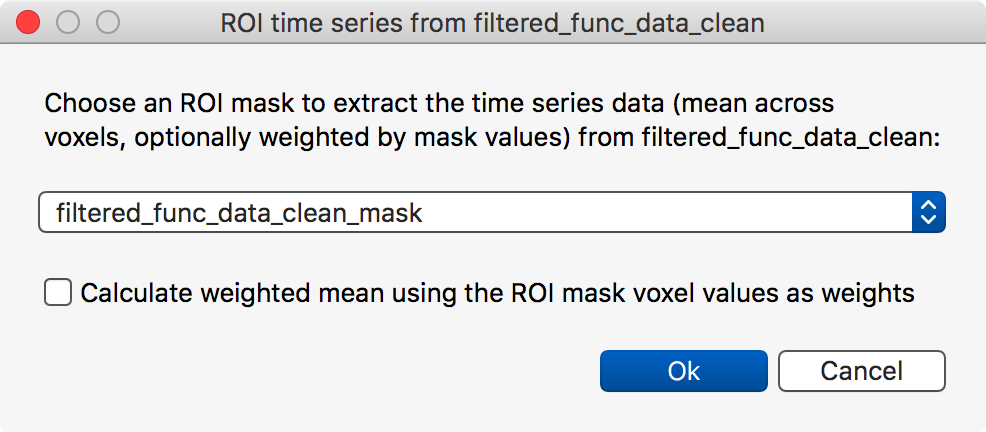 ROI time series from filtered_func_data_clean
Choose an ROI mask to extract the time series data (mean across
voxels, optionally weighted by mask values) from filtered_func_data_clean:
filtered_func_data_clean_mask
Calculate weighted mean using the ROI mask voxel values as weights
Ok
Cancel